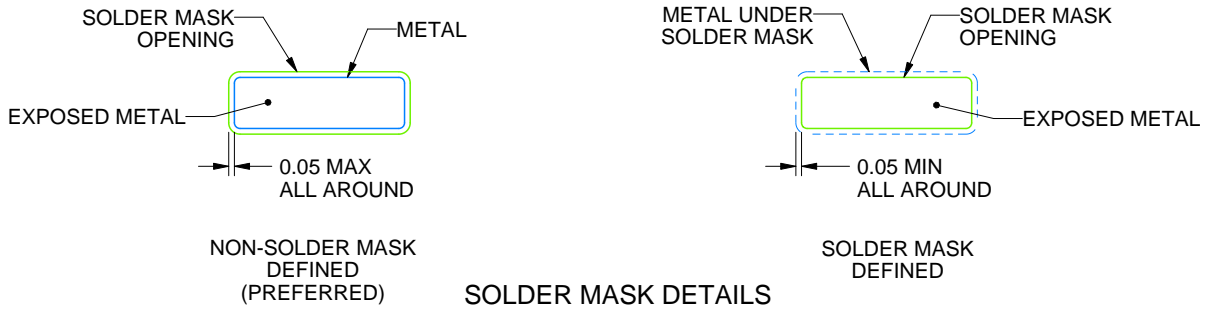 SOLDER MASK
OPENING
METAL
EXPOSED METAL
0.05 MAX
ALL AROUND
NON-SOLDER MASK
DEFINED
(PREFERRED)
METAL UNDER
SOLDER MASK
SOLDER MASK
OPENING
EXPOSED METAL
0.05 MIN
ALL AROUND
SOLDER MASK
DEFINED
SOLDER MASK DETAILS